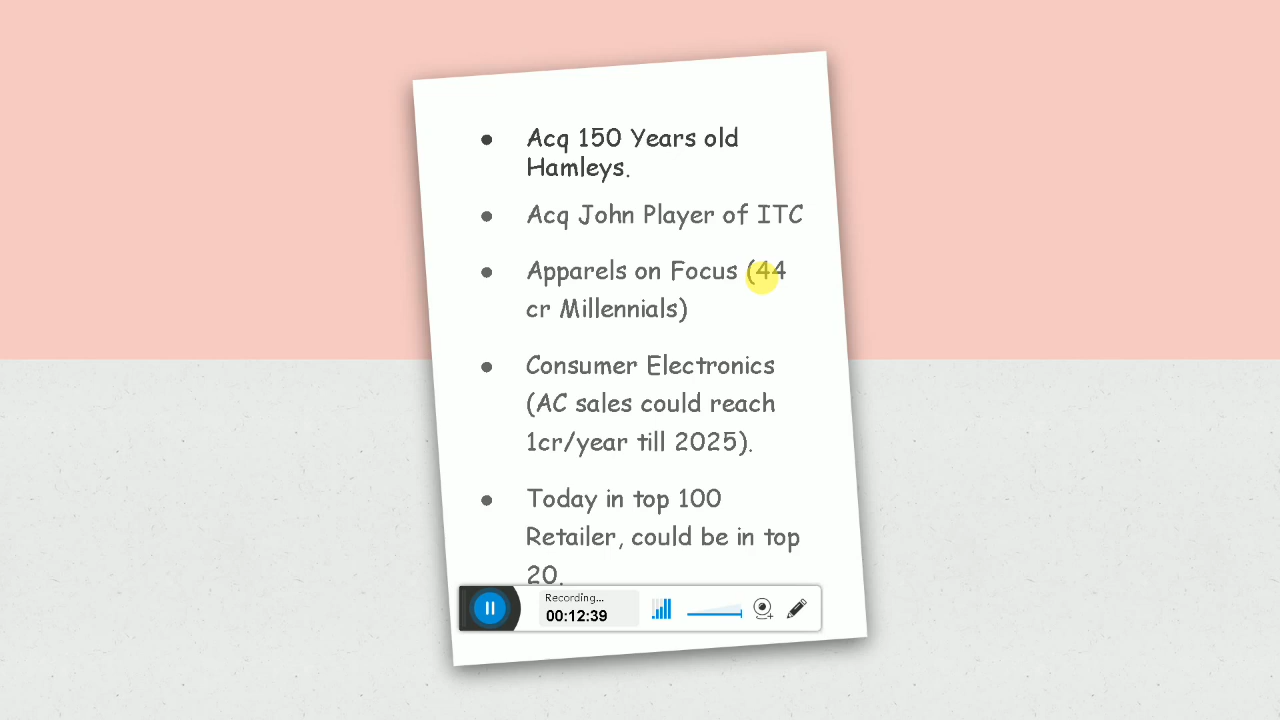 ● Acq 150 Years old
Hamleys.
● Acq John Player of ITC
● Apparels on Focus (44
cr Millennials)
● Consumer Electronics
(AC sales could reach
1cr/year till 2025).
● Today in top 100
Retailer, could be in top
20.
Recording...
00:12:39